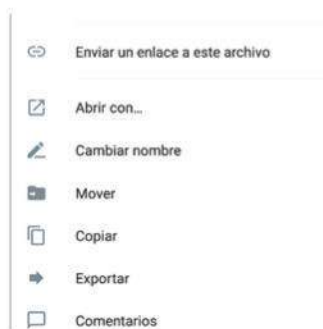 Enviar un enlace a este archivo
Abrir con...
Cambiar nombre
Mover
Copiar
Exportar
Comentarios